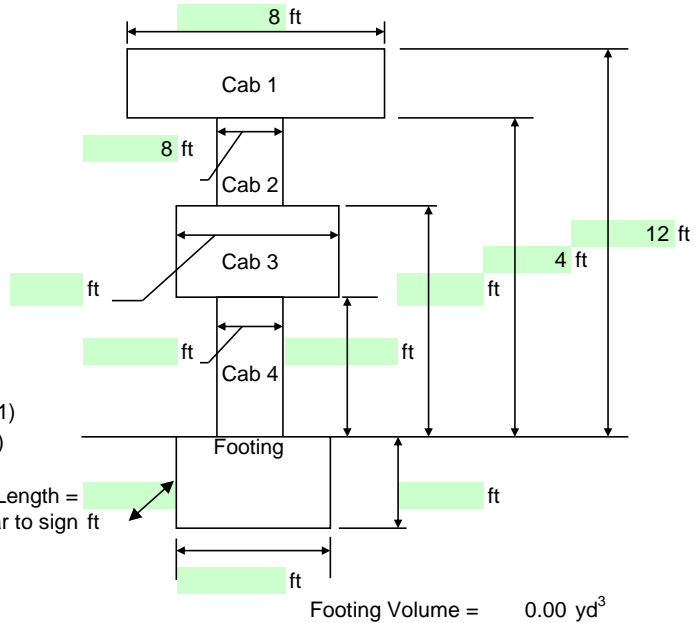 8 ft
Cab 1
8 ft
Cab 2
12 ft
4 ft
Cab 3
ft
ft
ft
ft
Cab 4
1)
)
Footing
Length =
ft
ar to sign ft
ft
Footing Volume = 0.00 yd³